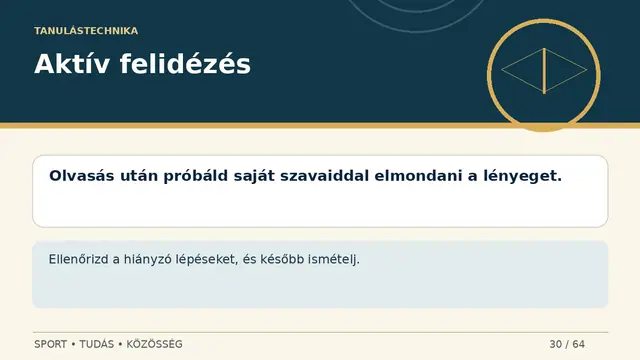 TANULÁSTECHNIKA
Aktív felidézés
Olvasás után próbáld saját szavaiddal elmondani a lényeget.
Ellenőrizd a hiányzó lépéseket, és később ismételj.
SPORT • TUDÁS • KÖZÖSSÉG
30 / 64